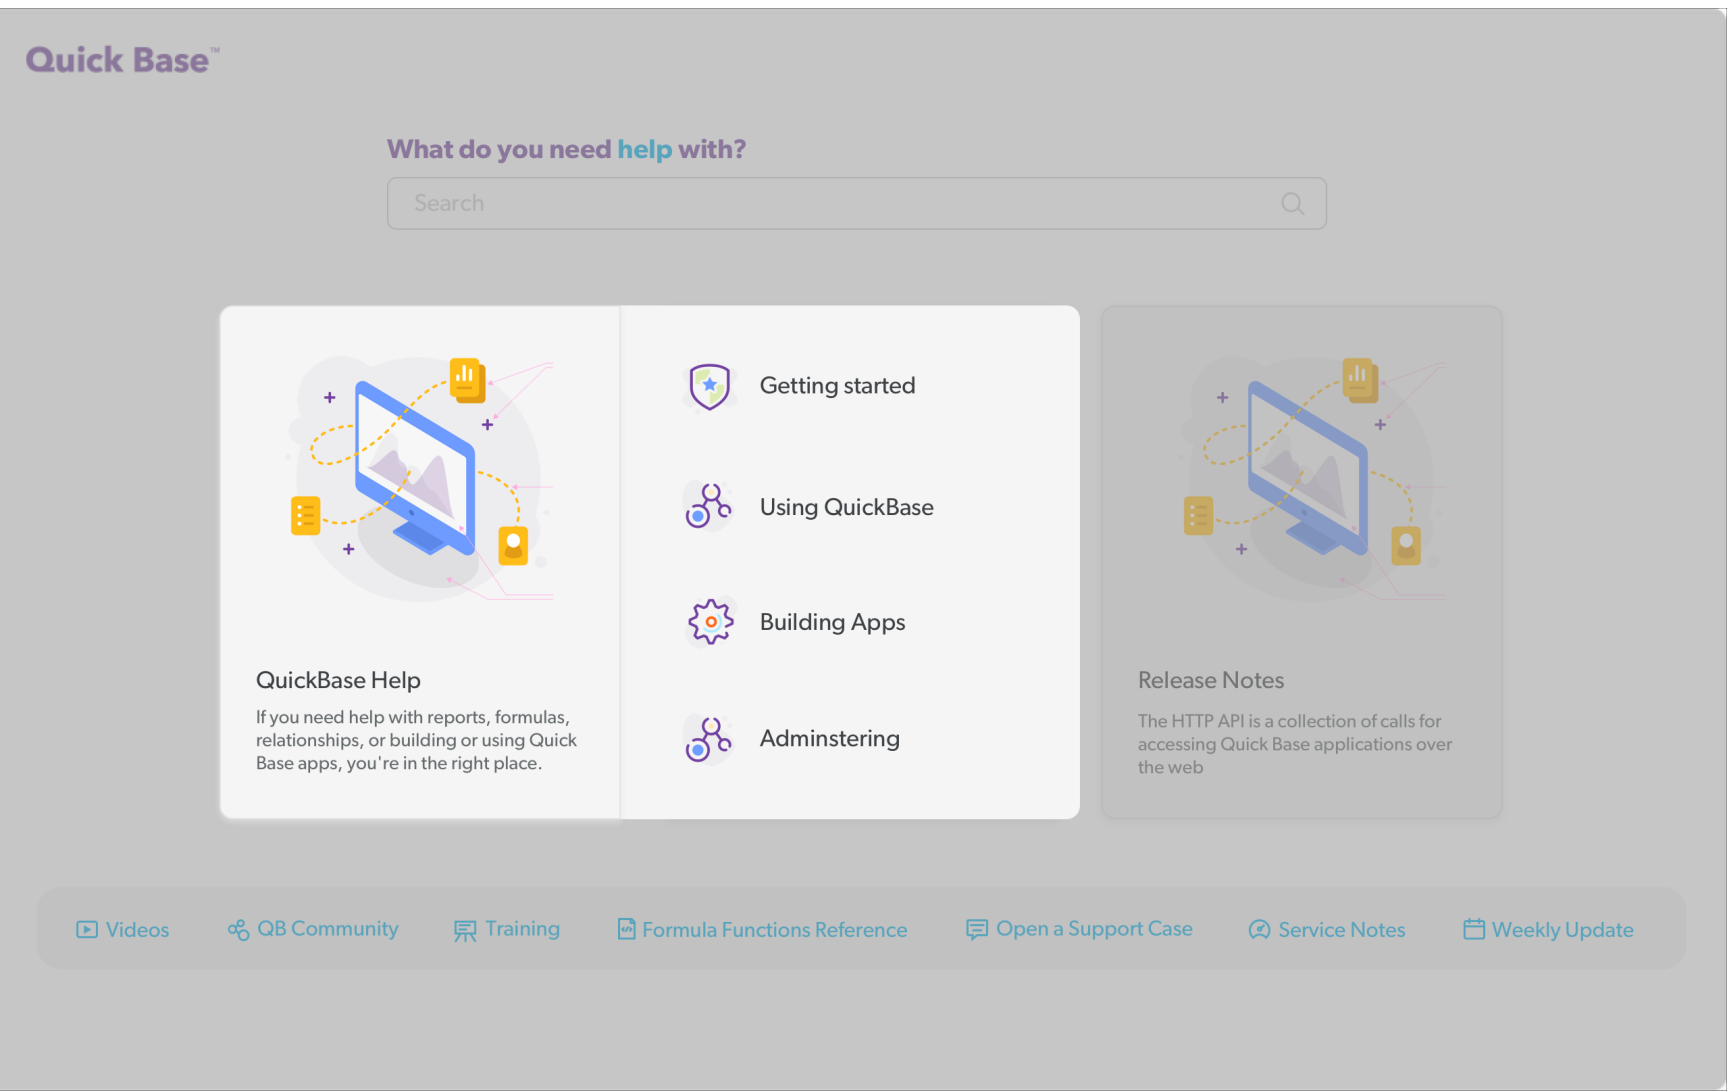 Quick Base™
What do you need help with?
Search
Getting started
Using QuickBase
Building Apps
Adminstering
QuickBase Help
If you need help with reports, formulas,
relationships, or building or using Quick
Base apps, you're in the right place.
Release Notes
The HTTP API is a collection of calls for
accessing Quick Base applications over
the web
Videos
QB Community
Training
Formula Functions Reference
Open a Support Case
Service Notes
Weekly Update